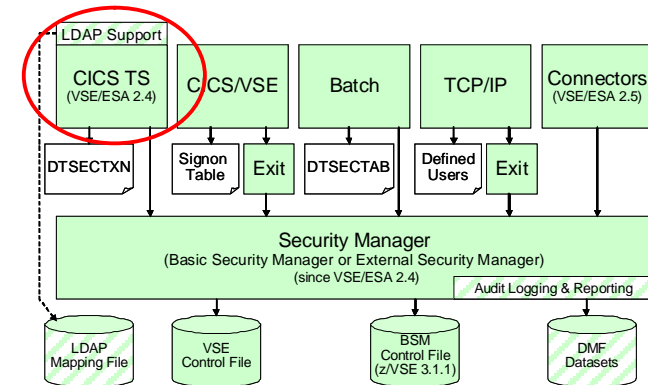 LDAP Support
CICS TS
(VSE/ESA 2.4)
CICS/VSE
Batch
TCP/IP
Connectors
(VSE/ESA 2.5)
DTSECTXN
Signon
Table
Exit
DTSECTAB
Defined
Users
Exit
Security Manager
(Basic Security Manager or External Security Manager)
(since VSE/ESA 2.4)
Audit Logging & Reporting
LDAP
Mapping File
VSE
Control File
BSM
Control File
(z/VSE 3.1.1)
DMF
Datasets